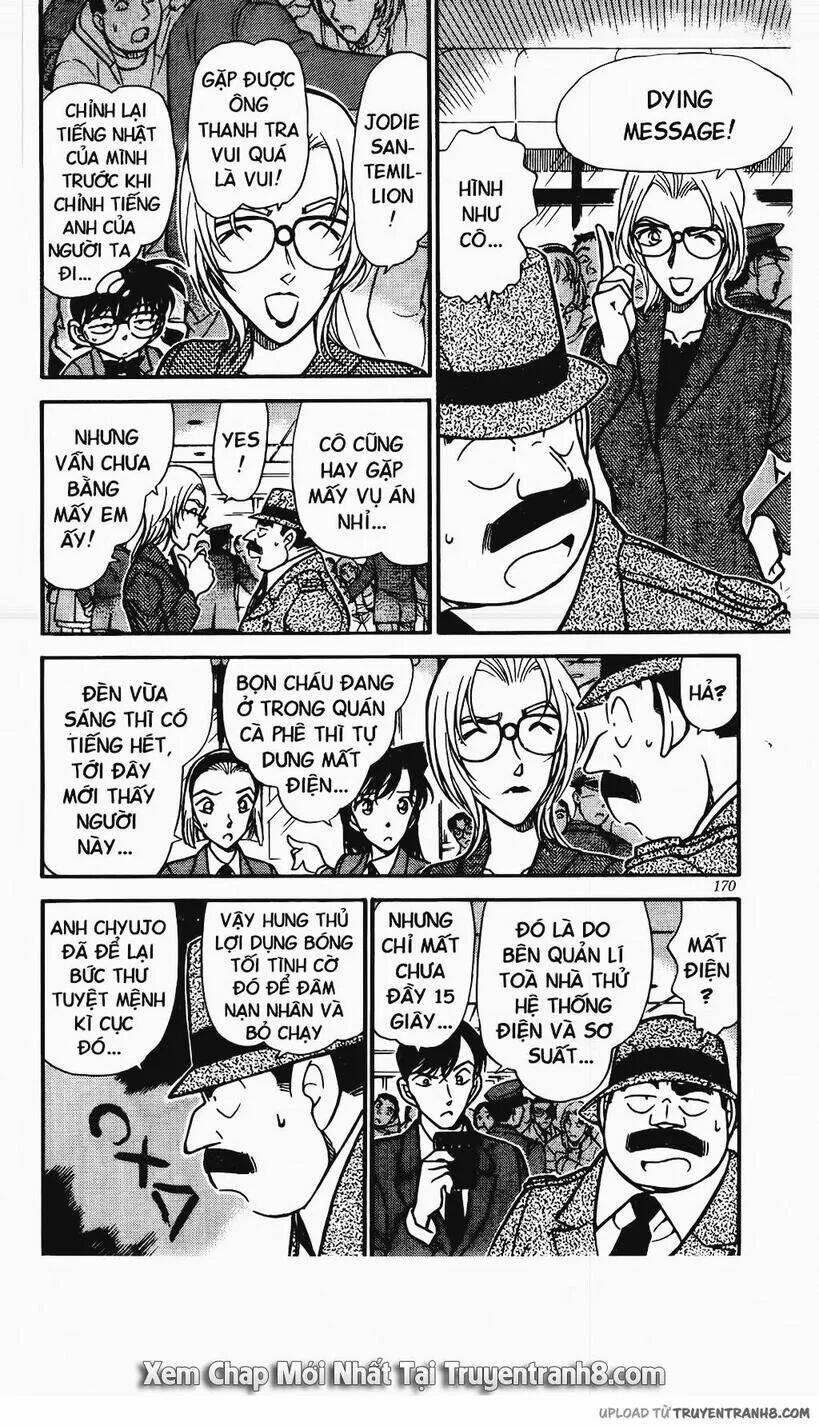 DYING
MESSAGE!
HÌNH
NHƯ
CÔ...
JODIE
SAN-
TEMIL-
LION
!
GẶP ĐƯỢC
ÔNG
THANH TRA
VUI QUÁ
LÀ VUI!
CHỈNH LẠI
TIẾNG NHẬT
CỦA MÌNH
TRƯỚC KHI
CHỈNH TIẾNG
ANH CỦA
NGƯỜI TA
ĐI...
CÔ CŨNG
HAY GẶP
MẤY VỤ ÁN
NHỈ...
YES
!
NHƯNG
VẪN CHƯA
BẰNG
MẤY EM
ẤY!
HẢ?
BỌN CHÁU ĐANG
Ở TRONG QUÁN
CÀ PHÊ THÌ TỰ
DƯNG MẤT
ĐIỆN...
ĐÈN VỪA
SÁNG THÌ CÓ
TIẾNG HÉT,
TỚI ĐÂY
MỚI THẤY
NGƯỜI
NÀY...
170
MẤT
ĐIỆN
?
ĐÓ LÀ DO
BÊN QUẢN LÍ
TOÀ NHÀ THỬ
HỆ THỐNG
ĐIỆN VÀ SƠ
SUẤT...
NHƯNG
CHỈ MẤT
CHƯA
ĐẦY 15
GIÂY...
VẬY HUNG THỦ
LỢI DỤNG BÓNG
TỐI TÌNH CỜ
ĐÓ ĐỂ ĐÂM
NẠN NHÂN VÀ
BỎ CHẠY
ANH CHYUJO
ĐÃ ĐỂ LẠI
BỨC THƯ
TUYỆT MỆNH
KÌ CỤC
ĐÓ...
C+△
Xem Chap Mới Nhất Tại Truyentranh8.com
UPLOAD TỪ TRUYENTRANH8.COM